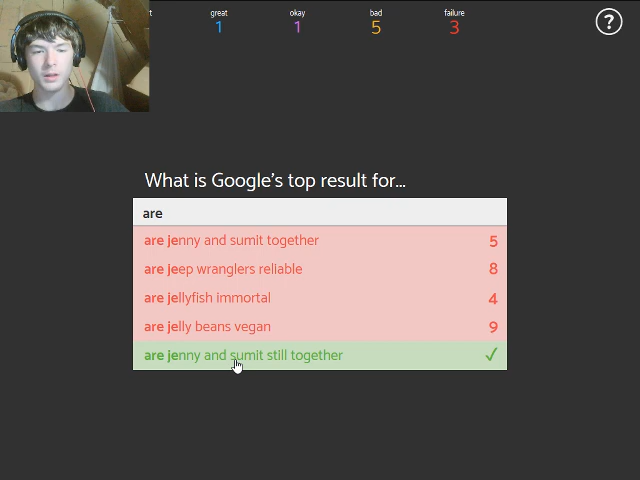 t great okay bad failure
1 1 5 3
?
What is Google's top result for...
are
are jenny and sumit together 5
are jeep wranglers reliable 8
are jellyfish immortal 4
are jelly beans vegan 9
are jenny and sumit still together ✓